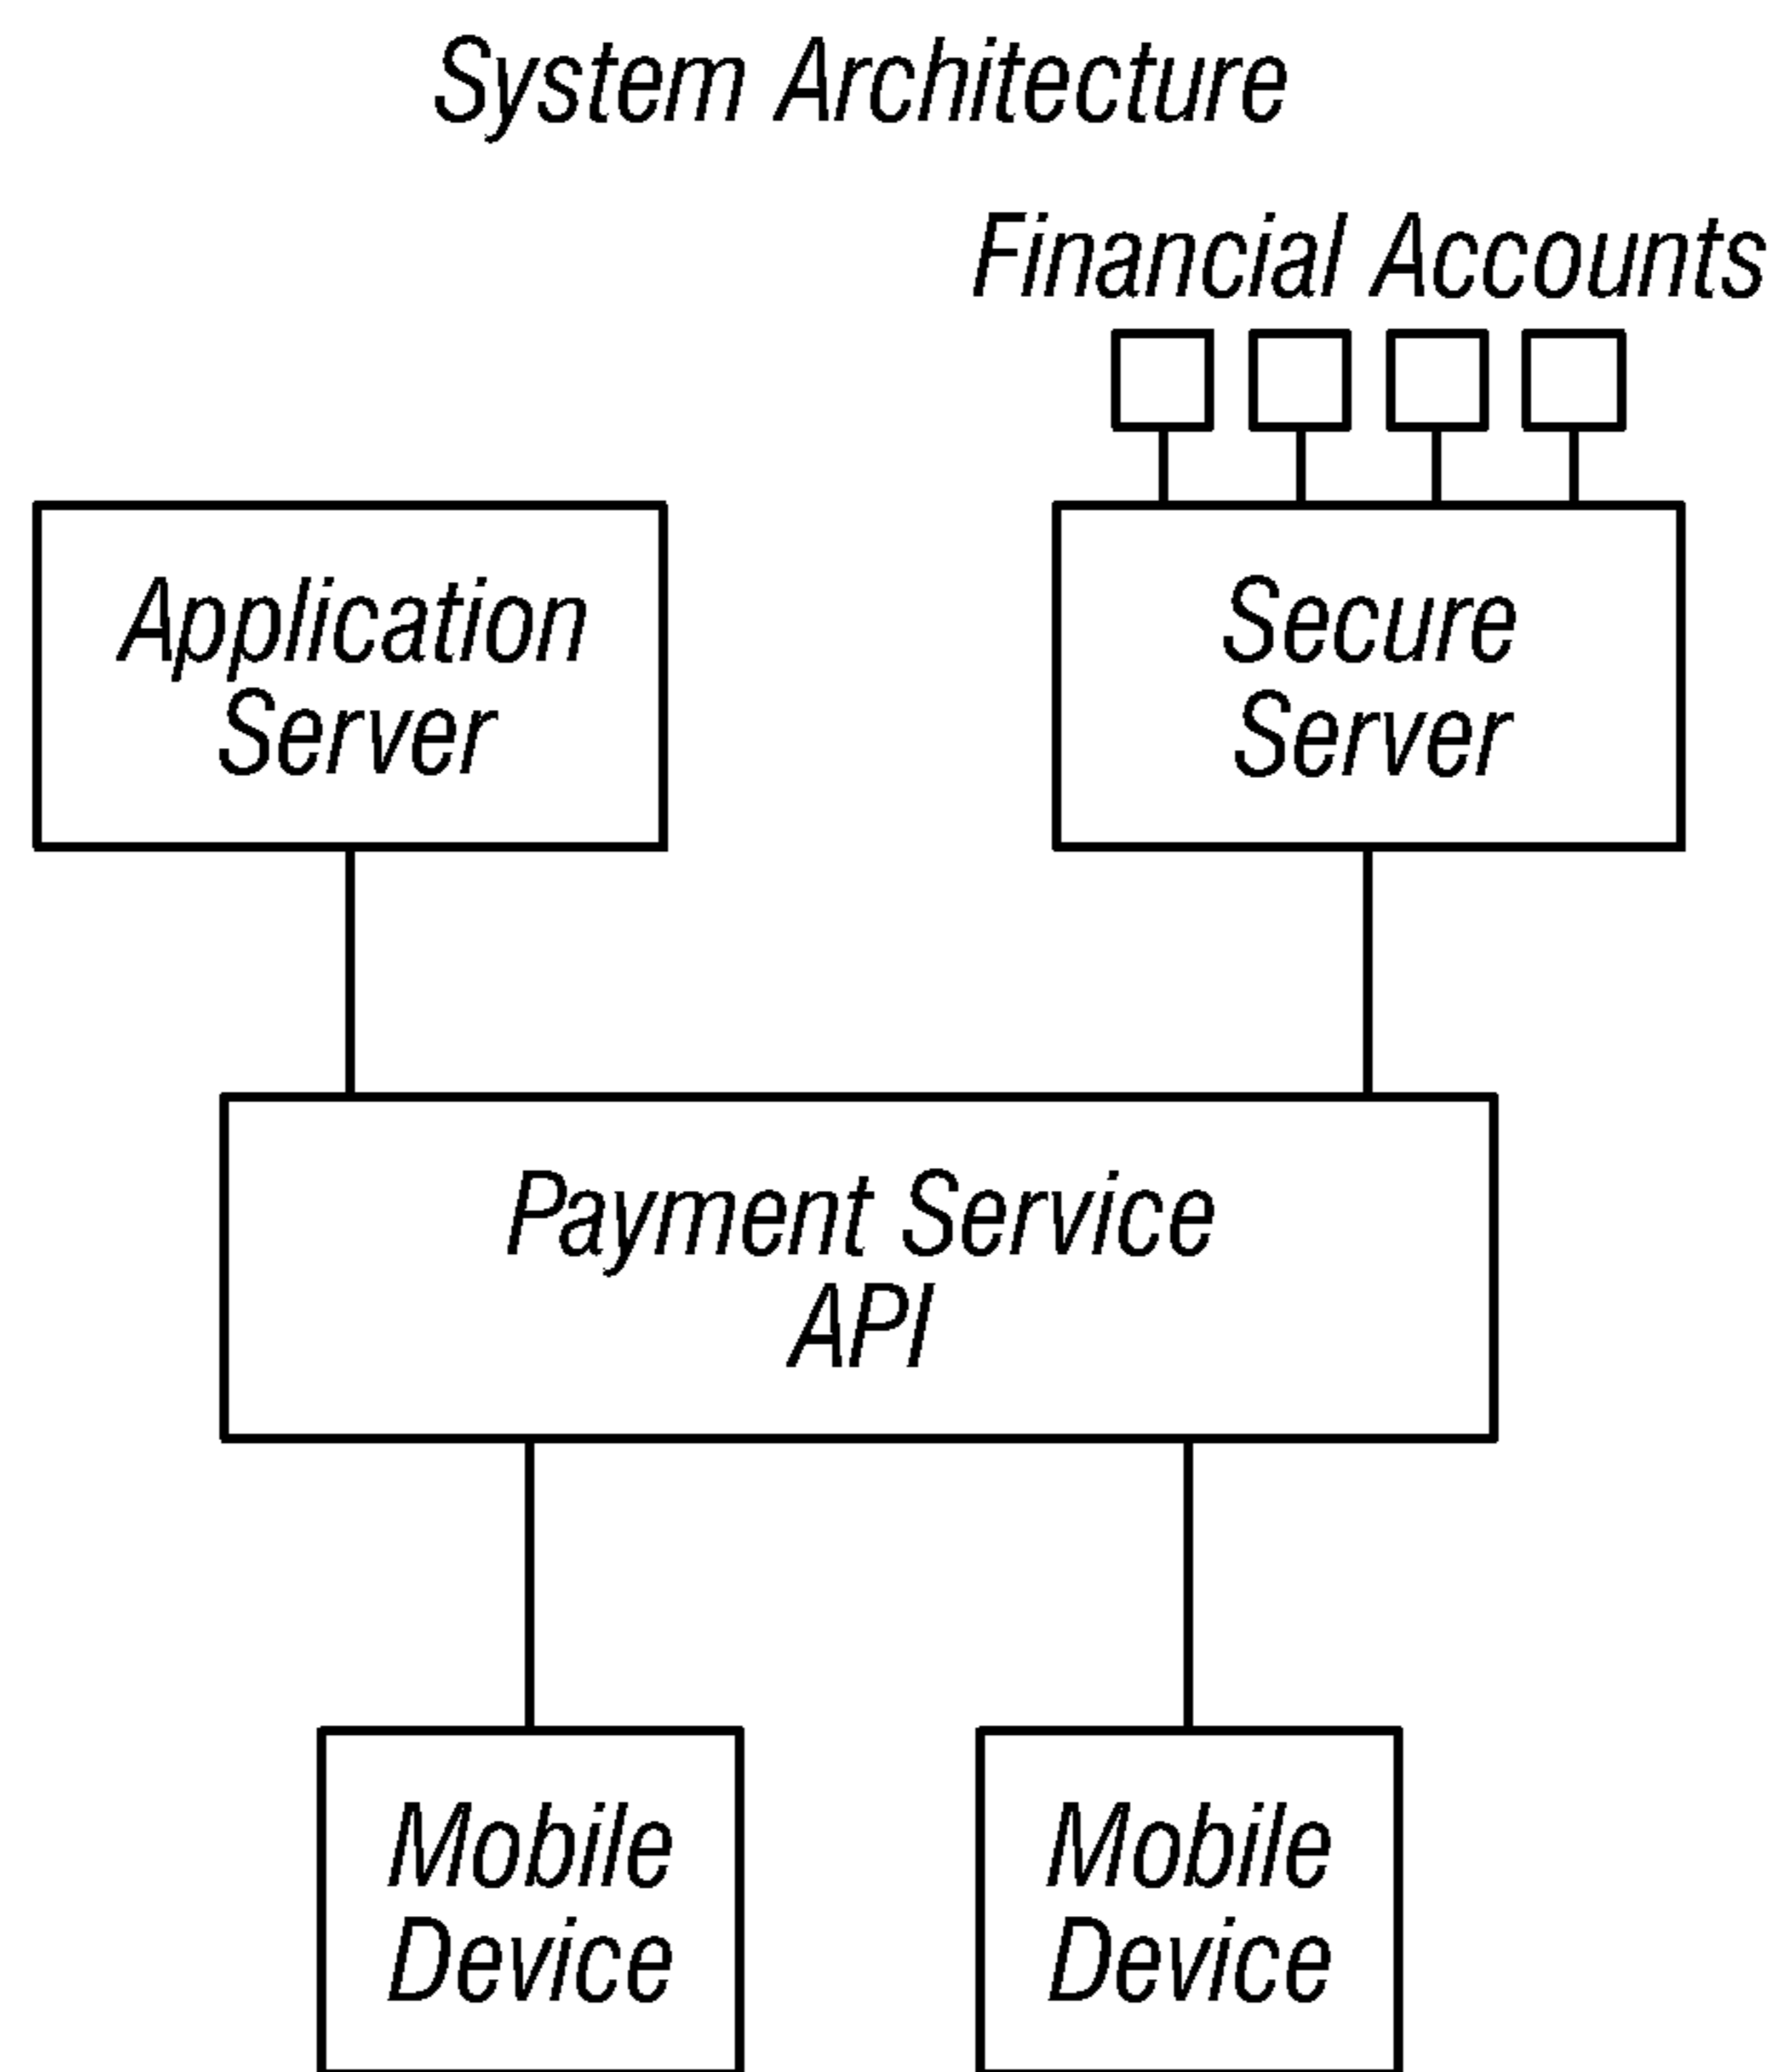 System Architecture
Financial Accounts
Application
Server
Secure
Server
Payment Service
API
Mobile
Device
Mobile
Device